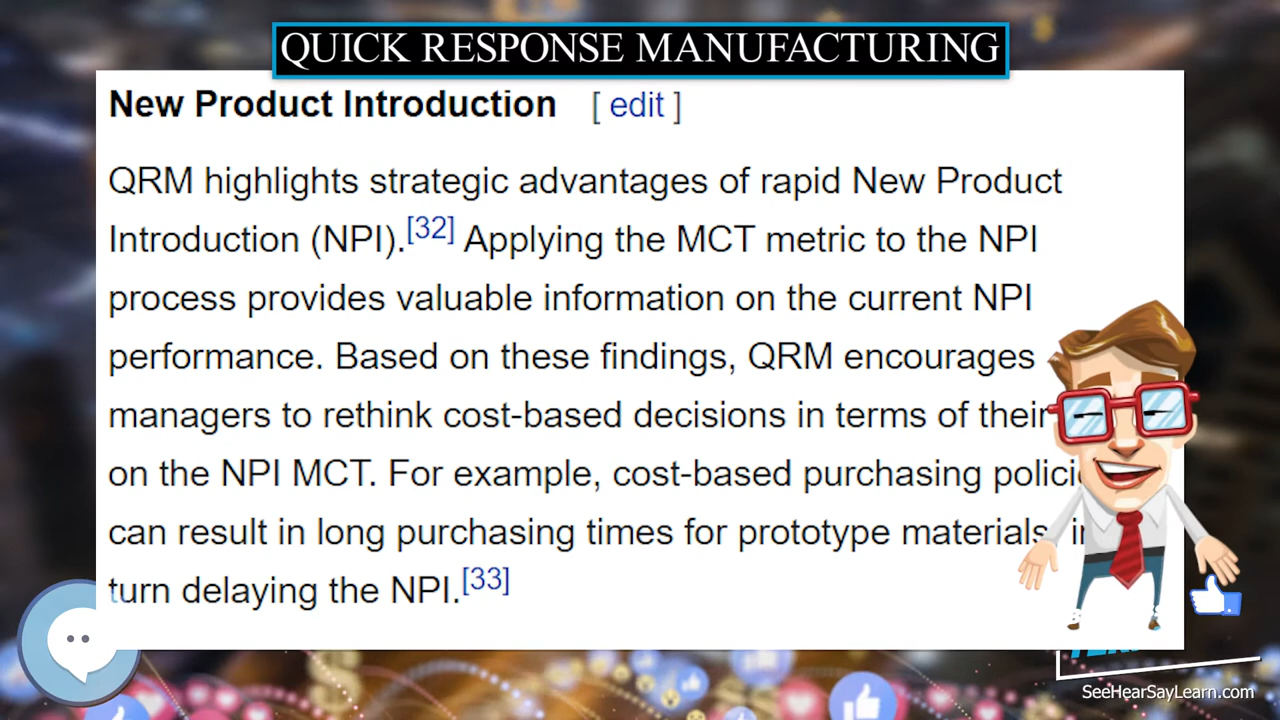 QUICK RESPONSE MANUFACTURING
New Product Introduction [ edit ]
QRM highlights strategic advantages of rapid New Product
Introduction (NPI).[32] Applying the MCT metric to the NPI
process provides valuable information on the current NPI
performance. Based on these findings, QRM encourages
managers to rethink cost-based decisions in terms of their
on the NPI MCT. For example, cost-based purchasing
can result in long purchasing times for prototype materials
turn delaying the NPI.[33]
SeeHearSayLearn.com